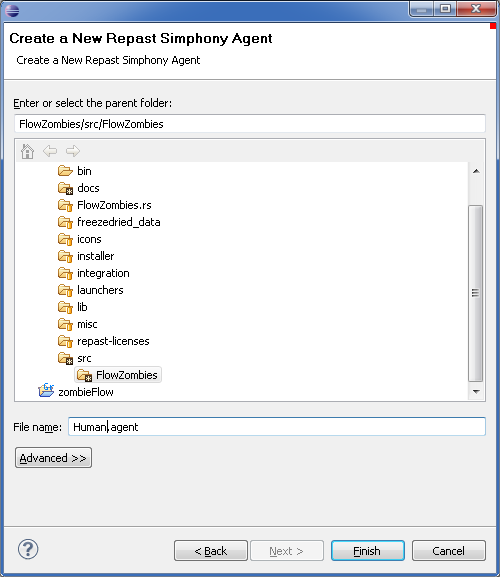 Create a New Repast Simphony Agent
Create a New Repast Simphony Agent
Enter or select the parent folder:
FlowZombies/src/FlowZombies
bin
docs
FlowZombies.rs
freezedried_data
icons
installer
integration
launchers
lib
misc
repast-licenses
src
FlowZombies
zombieFlow
File name: Human.agent
Advanced >>
? < Back Next > Finish Cancel